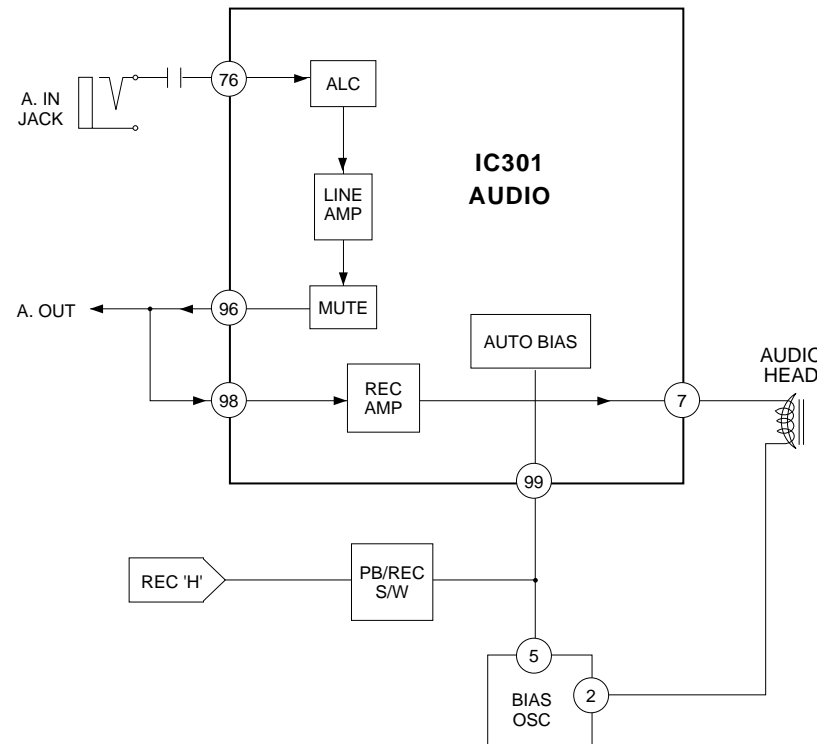 A. IN
JACK
76
ALC
IC301
AUDIO
LINE
AMP
A. OUT
96
MUTE
AUTO BIAS
AUDIO
HEAD
98
REC
AMP
7
99
REC 'H'
PB/REC
S/W
5
2
BIAS
OSC